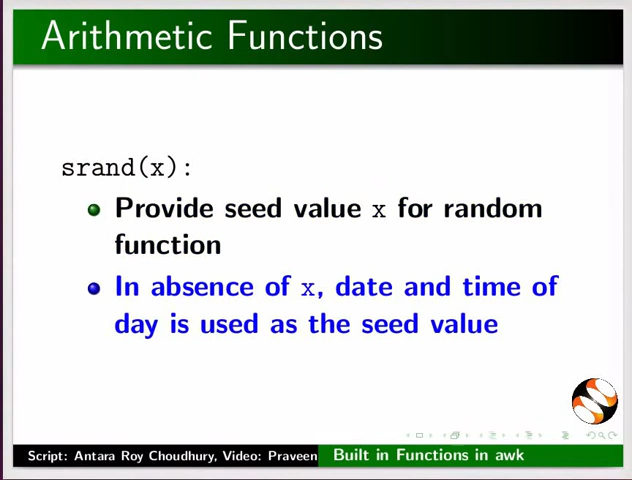 Arithmetic Functions
srand(x):
Provide seed value x for random
function
In absence of x, date and time of
day is used as the seed value
Script: Antara Roy Choudhury, Video: Praveen
Built in Functions in awk